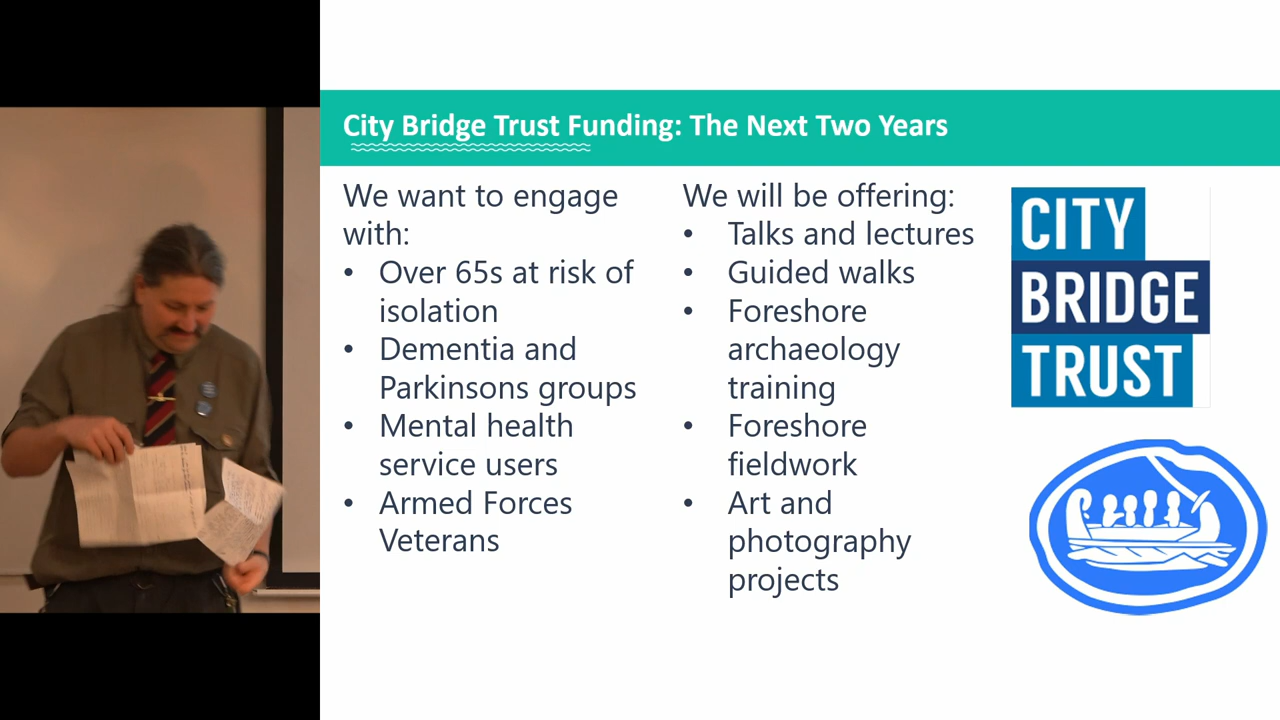 City Bridge Trust Funding: The Next Two Years
We want to engage
with:
• Over 65s at risk of
isolation
• Dementia and
Parkinsons groups
• Mental health
service users
• Armed Forces
Veterans
We will be offering:
• Talks and lectures
• Guided walks
• Foreshore
archaeology
training
• Foreshore
fieldwork
• Art and
photography
projects
CITY
BRIDGE
TRUST